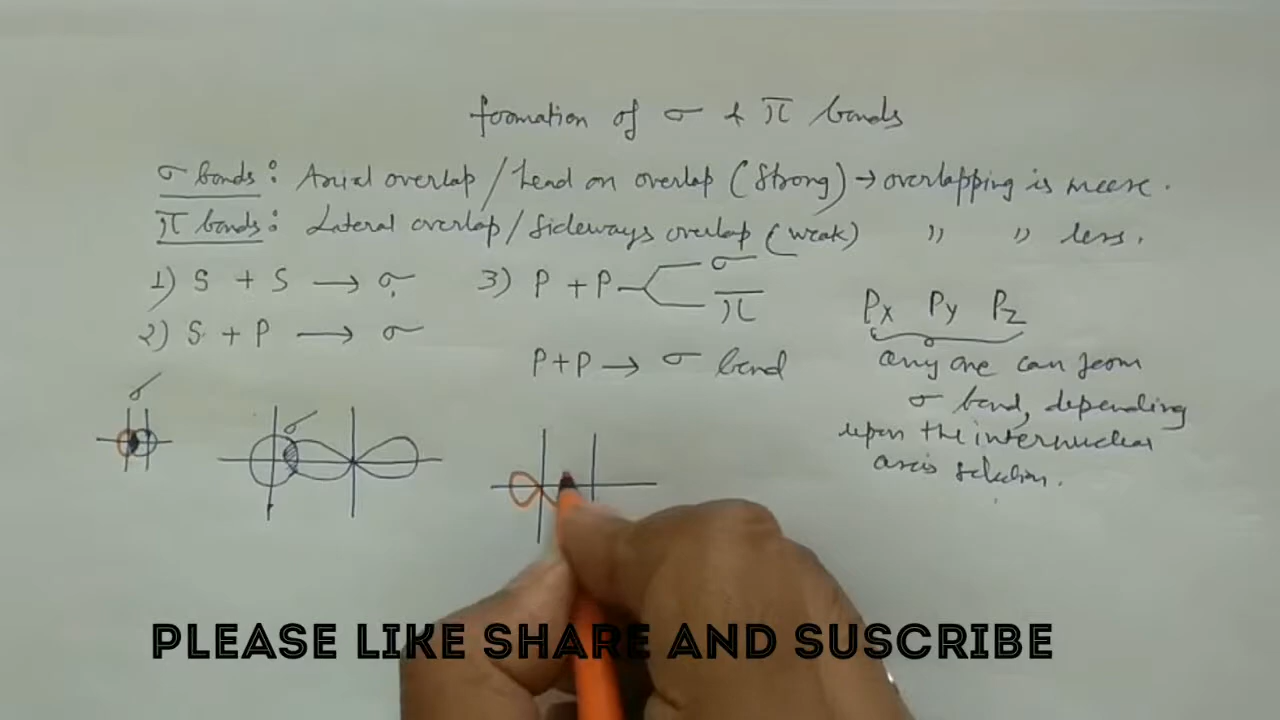 formation of σ & π bonds
σ bonds: Axial overlap/head on overlap (Strong) → overlapping is more.
π bonds: Lateral overlap/Sideways overlap (weak) " " less.
1) S + S → σ
2) S + P → σ
3) P + P σ
π
P+P → σ bond
Px Py Pz
any one can form
σ bond, depending
upon the internuclear
axis selection.
σ
σ
PLEASE LIKE SHARE AND SUSCRIBE